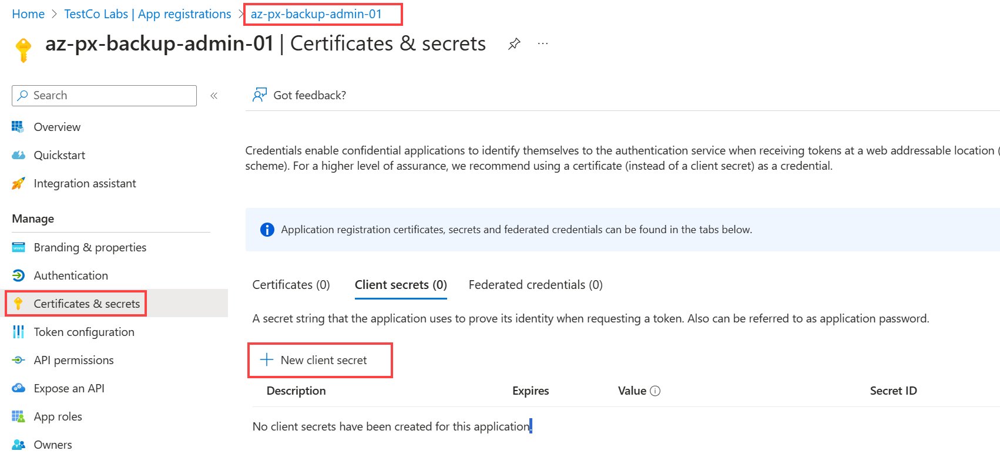 Home > TestCo Labs | App registrations > az-px-backup-admin-01
az-px-backup-admin-01 | Certificates & secrets ...
Search «
Overview
Quickstart
Integration assistant
Manage
Branding & properties
www
Authentication
Certificates & secrets
Token configuration
API permissions
Expose an API
App roles
Owners
Got feedback?
Credentials enable confidential applications to identify themselves to the authentication service when receiving tokens at a web addressable location (
scheme). For a higher level of assurance, we recommend using a certificate (instead of a client secret) as a credential.
Application registration certificates, secrets and federated credentials can be found in the tabs below.
Certificates (0) Client secrets (0) Federated credentials (0)
A secret string that the application uses to prove its identity when requesting a token. Also can be referred to as application password.
+ New client secret
Description Expires Value Secret ID
No client secrets have been created for this application.